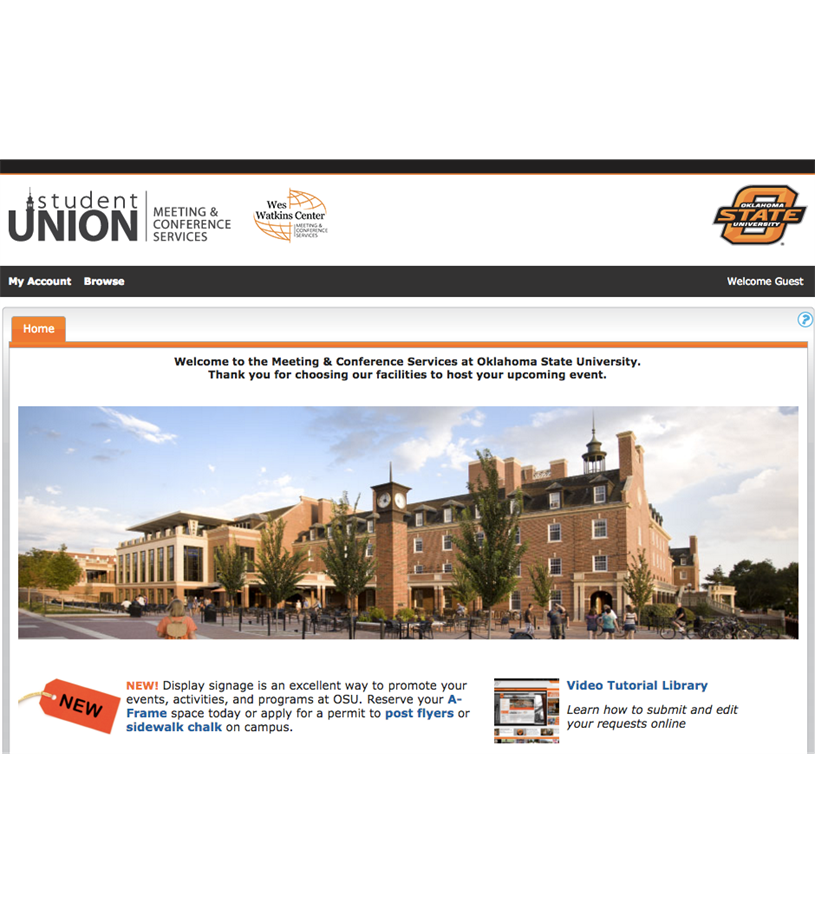 student
UNION
MEETING &
CONFERENCE
SERVICES
Wes
Watkins Center
MEETING &
CONFERENCE
SERVICES
OKLAHOMA
STATE
UNIVERSITY
My Account Browse
Welcome Guest
Home
?
Welcome to the Meeting & Conference Services at Oklahoma State University.
Thank you for choosing our facilities to host your upcoming event.
NEW
NEW! Display signage is an excellent way to promote your
events, activities, and programs at OSU. Reserve your A-
Frame space today or apply for a permit to post flyers or
sidewalk chalk on campus.
Video Tutorial Library
Learn how to submit and edit
your requests online